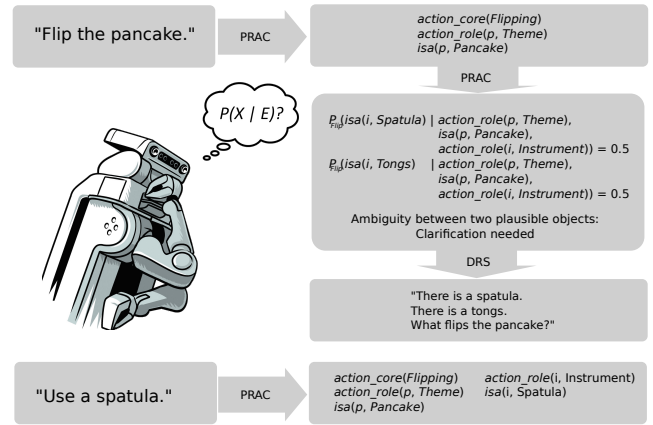 "Flip the pancake."
PRAC
action_core(Flipping)
action_role(p, Theme)
isa(p, Pancake)
PRAC
P(X | E)?
P_Flip(isa(i, Spatula) | action_role(p, Theme),
isa(p, Pancake),
action_role(i, Instrument)) = 0.5
P_Flip(isa(i, Tongs) | action_role(p, Theme),
isa(p, Pancake),
action_role(i, Instrument)) = 0.5
Ambiguity between two plausible objects:
Clarification needed
DRS
"There is a spatula.
There is a tongs.
What flips the pancake?"
"Use a spatula."
PRAC
action_core(Flipping) action_role(i, Instrument)
action_role(p, Theme) isa(i, Spatula)
isa(p, Pancake)